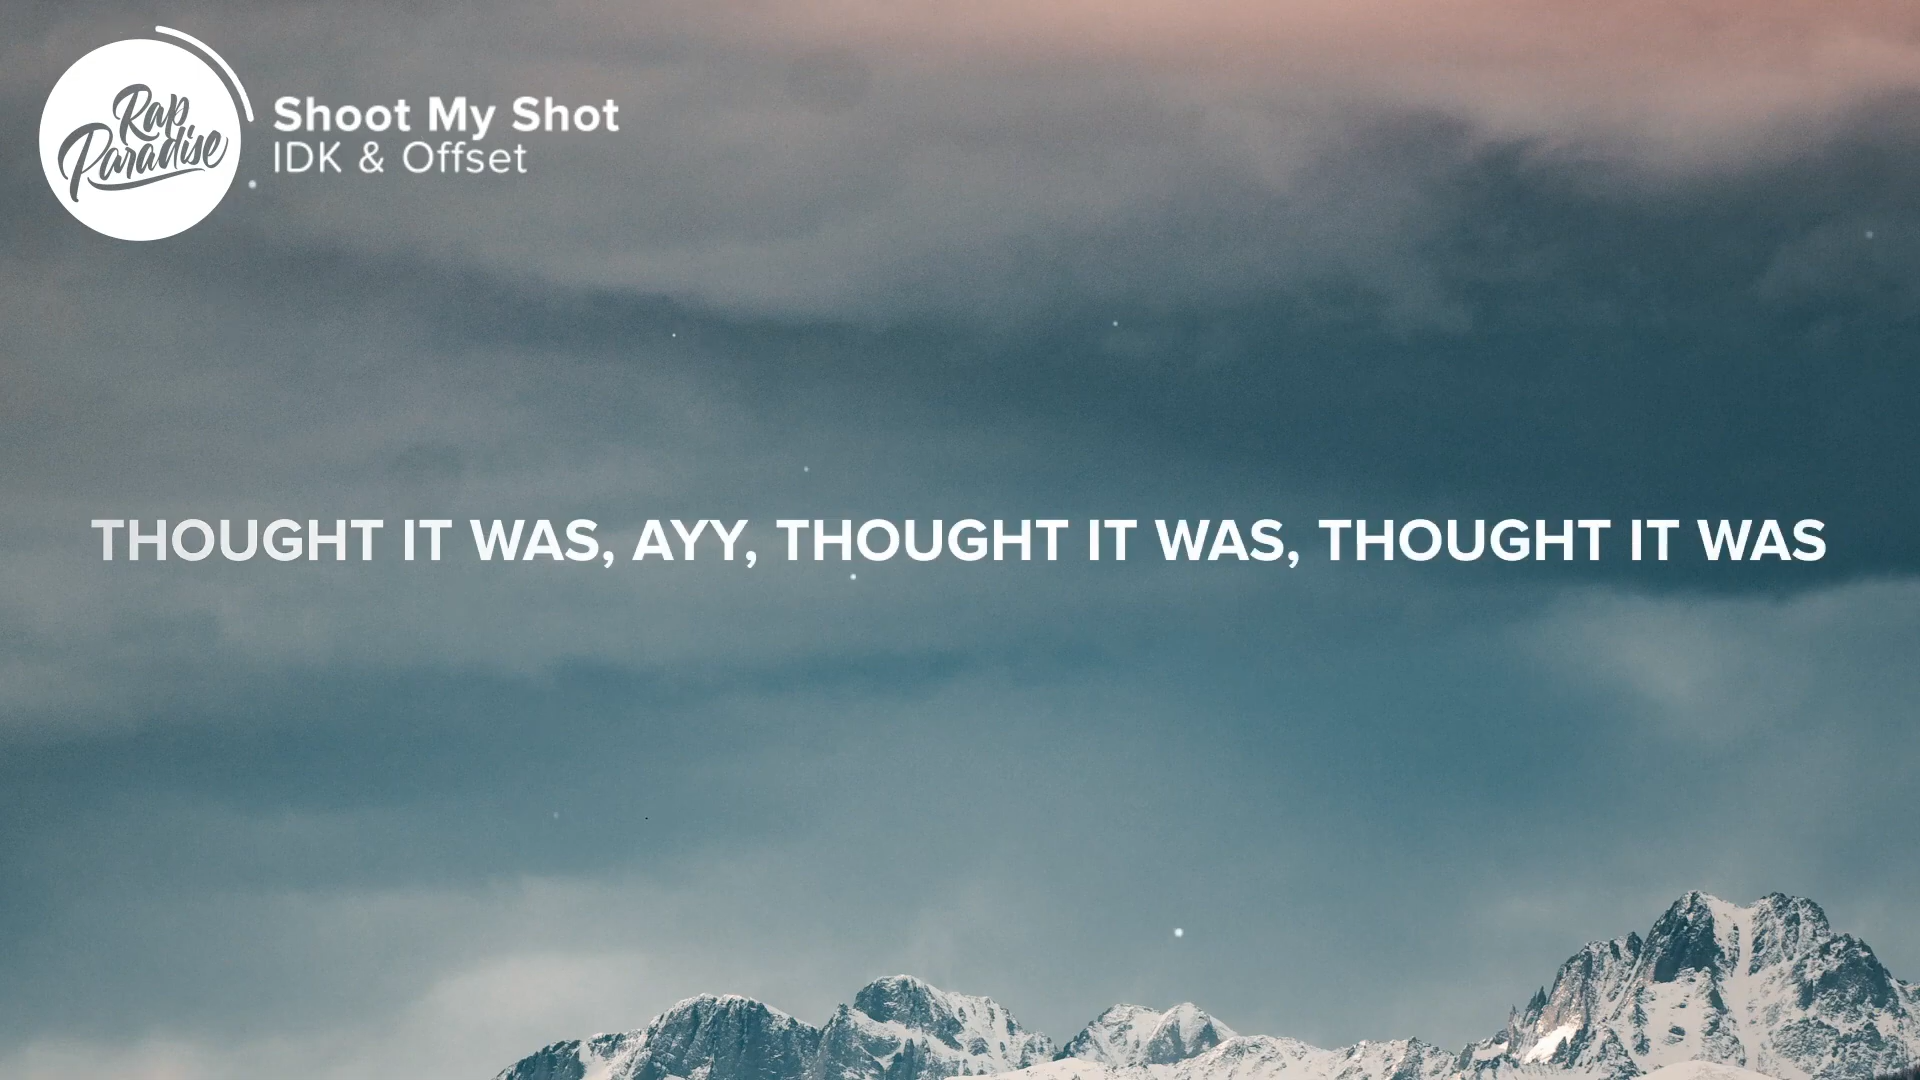 Rap
Paradise
Shoot My Shot
IDK & Offset
THOUGHT IT WAS, AYY, THOUGHT IT WAS, THOUGHT IT WAS